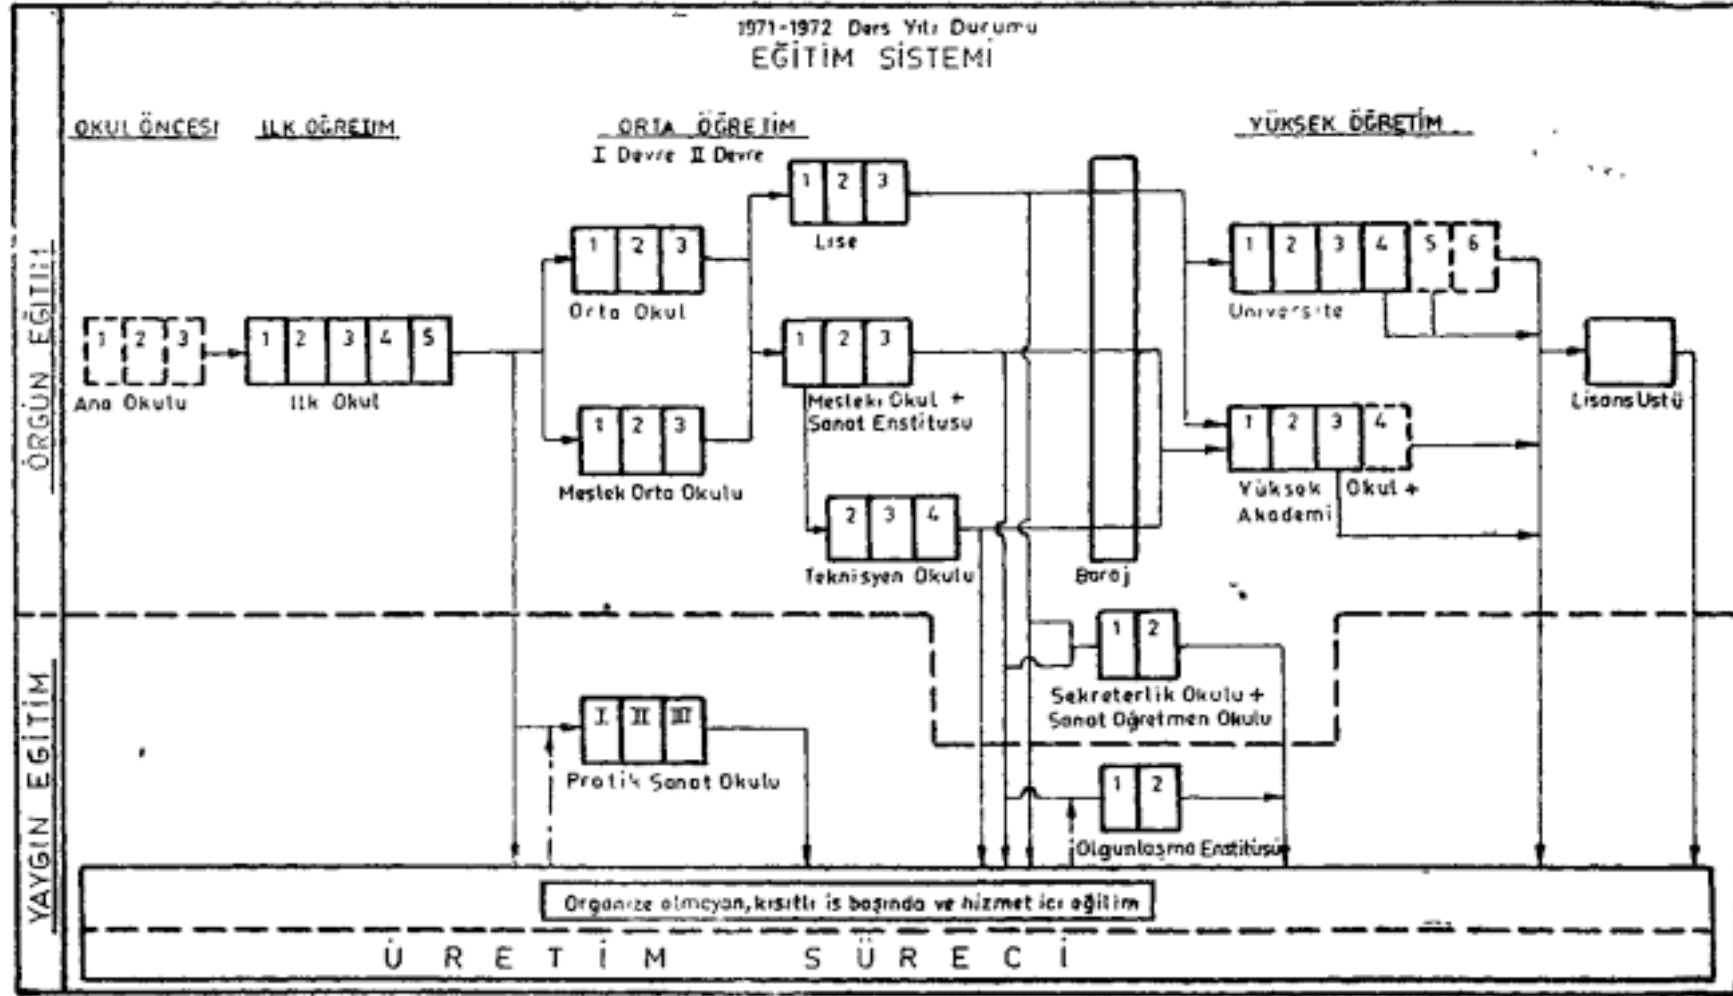 1971-1972 Ders Yılı Durumu
EĞİTİM SİSTEMİ
OKUL ÖNCESİ İLK ÖĞRETİM ORTA ÖĞRETİM YÜKSEK ÖĞRETİM
I Devre II Devre
ÖRGÜN EĞİTİM
1 2 3
Lise
1 2 3
Orta Okul
1 2 3 4 5 6
Üniversite
1 2 3
Ana Okulu
1 2 3 4 5
İlk Okul
1 2 3
Mesleki Okul +
Sanat Enstitüsü
Lisans Üstü
1 2 3
Meslek Orta Okulu
1 2 3 4
Yüksek Okul +
Akademi
2 3 4
Teknisyen Okulu
Baraj
YAYGIN EĞİTİM
1 2
Sekreterlik Okulu +
Sanat Öğretmen Okulu
I II III
Pratik Sanat Okulu
1 2
Olgunlaşma Enstitüsü
Organize olmayan, kısıtlı is başında ve hizmet içi eğitim
ÜRETİM SÜRECİ